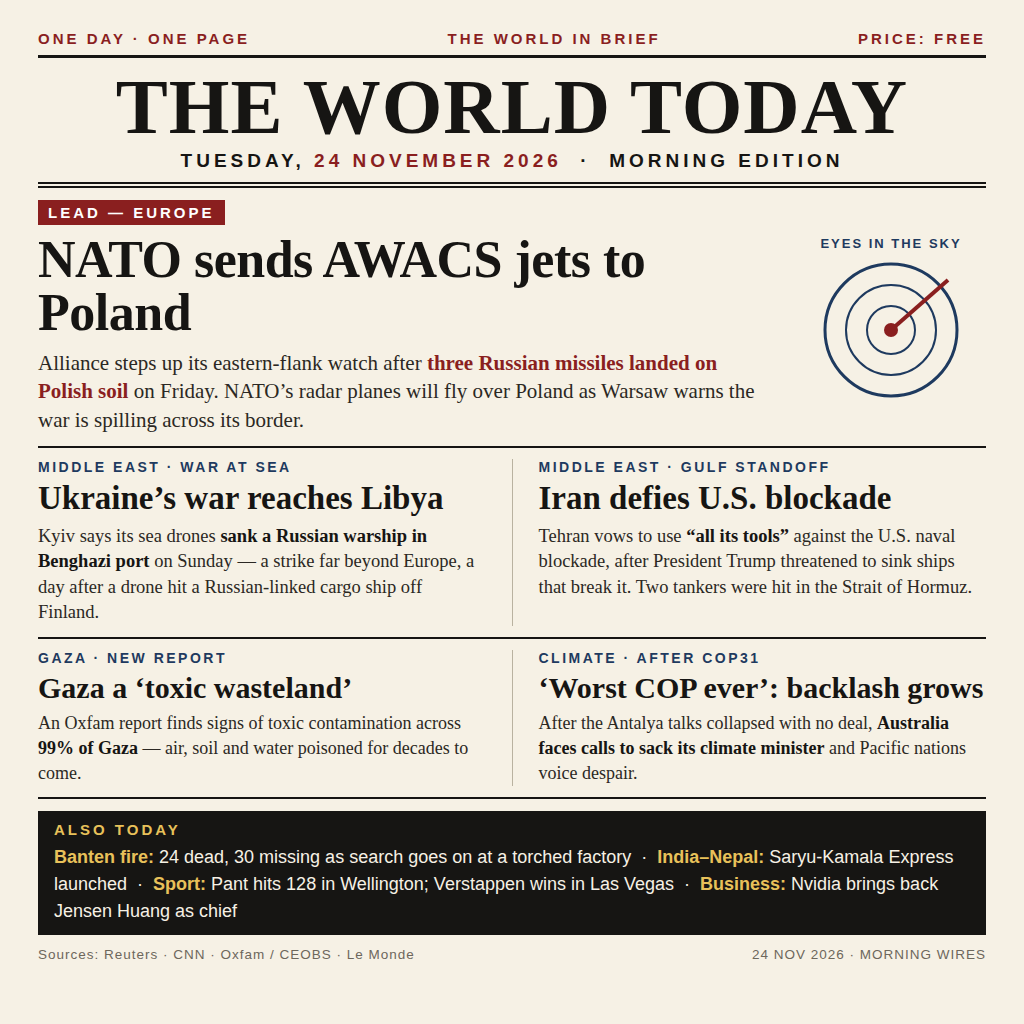 ONE DAY · ONE PAGE
THE WORLD IN BRIEF
PRICE: FREE
THE WORLD TODAY
TUESDAY, 24 NOVEMBER 2026 · MORNING EDITION
LEAD — EUROPE
NATO sends AWACS jets to
Poland
Alliance steps up its eastern-flank watch after three Russian missiles landed on
Polish soil on Friday. NATO’s radar planes will fly over Poland as Warsaw warns the
war is spilling across its border.
EYES IN THE SKY
MIDDLE EAST · WAR AT SEA
Ukraine’s war reaches Libya
Kyiv says its sea drones sank a Russian warship in
Benghazi port on Sunday — a strike far beyond Europe, a
day after a drone hit a Russian-linked cargo ship off
Finland.
MIDDLE EAST · GULF STANDOFF
Iran defies U.S. blockade
Tehran vows to use “all its tools” against the U.S. naval
blockade, after President Trump threatened to sink ships
that break it. Two tankers were hit in the Strait of Hormuz.
GAZA · NEW REPORT
Gaza a ‘toxic wasteland’
An Oxfam report finds signs of toxic contamination across
99% of Gaza — air, soil and water poisoned for decades to
come.
CLIMATE · AFTER COP31
‘Worst COP ever’: backlash grows
After the Antalya talks collapsed with no deal, Australia
faces calls to sack its climate minister and Pacific nations
voice despair.
ALSO TODAY
Banten fire: 24 dead, 30 missing as search goes on at a torched factory · India–Nepal: Saryu-Kamala Express
launched · Sport: Pant hits 128 in Wellington; Verstappen wins in Las Vegas · Business: Nvidia brings back
Jensen Huang as chief
Sources: Reuters · CNN · Oxfam / CEOBS · Le Monde
24 NOV 2026 · MORNING WIRES